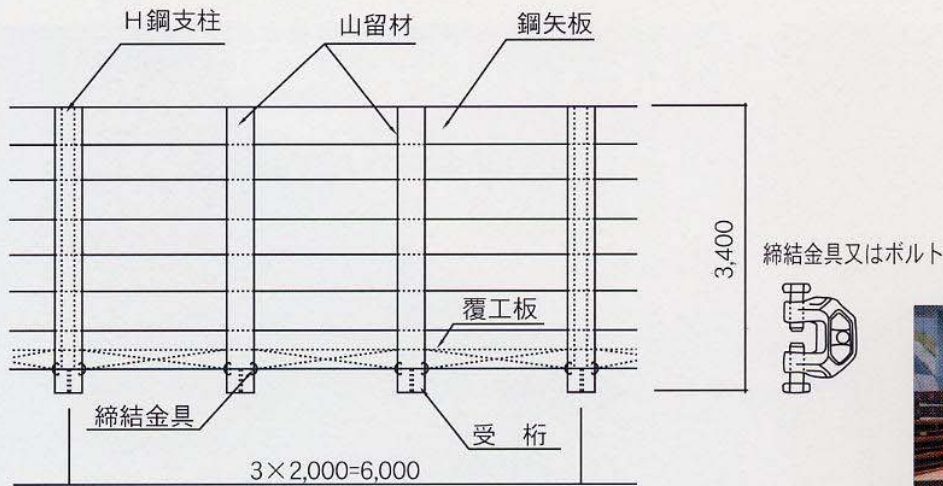 H鋼支柱
山留材
鋼矢板
3,400
締結金具又はボルト
覆工板
締結金具
受 桁
3×2,000=6,000